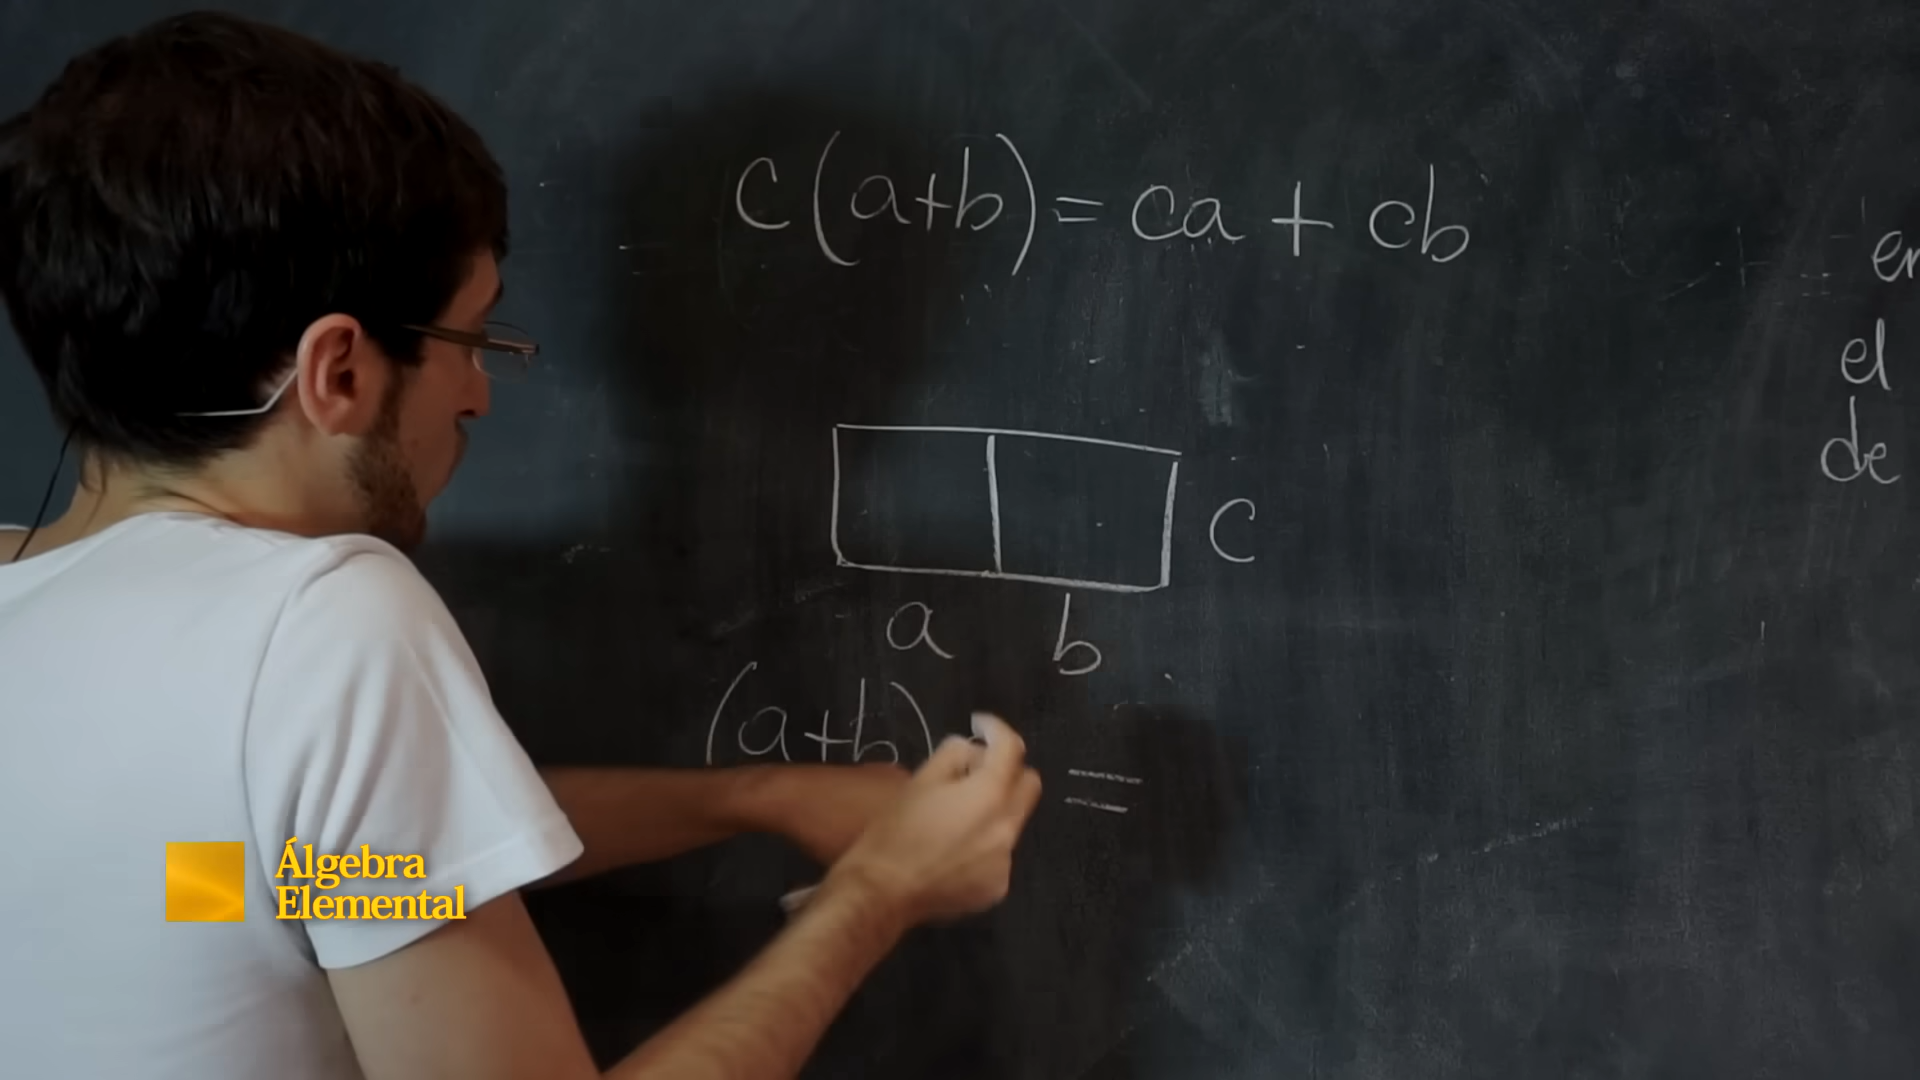 c(a+b)=ca+cb
el
de
c
a b
(a+b) =
Álgebra
Elemental